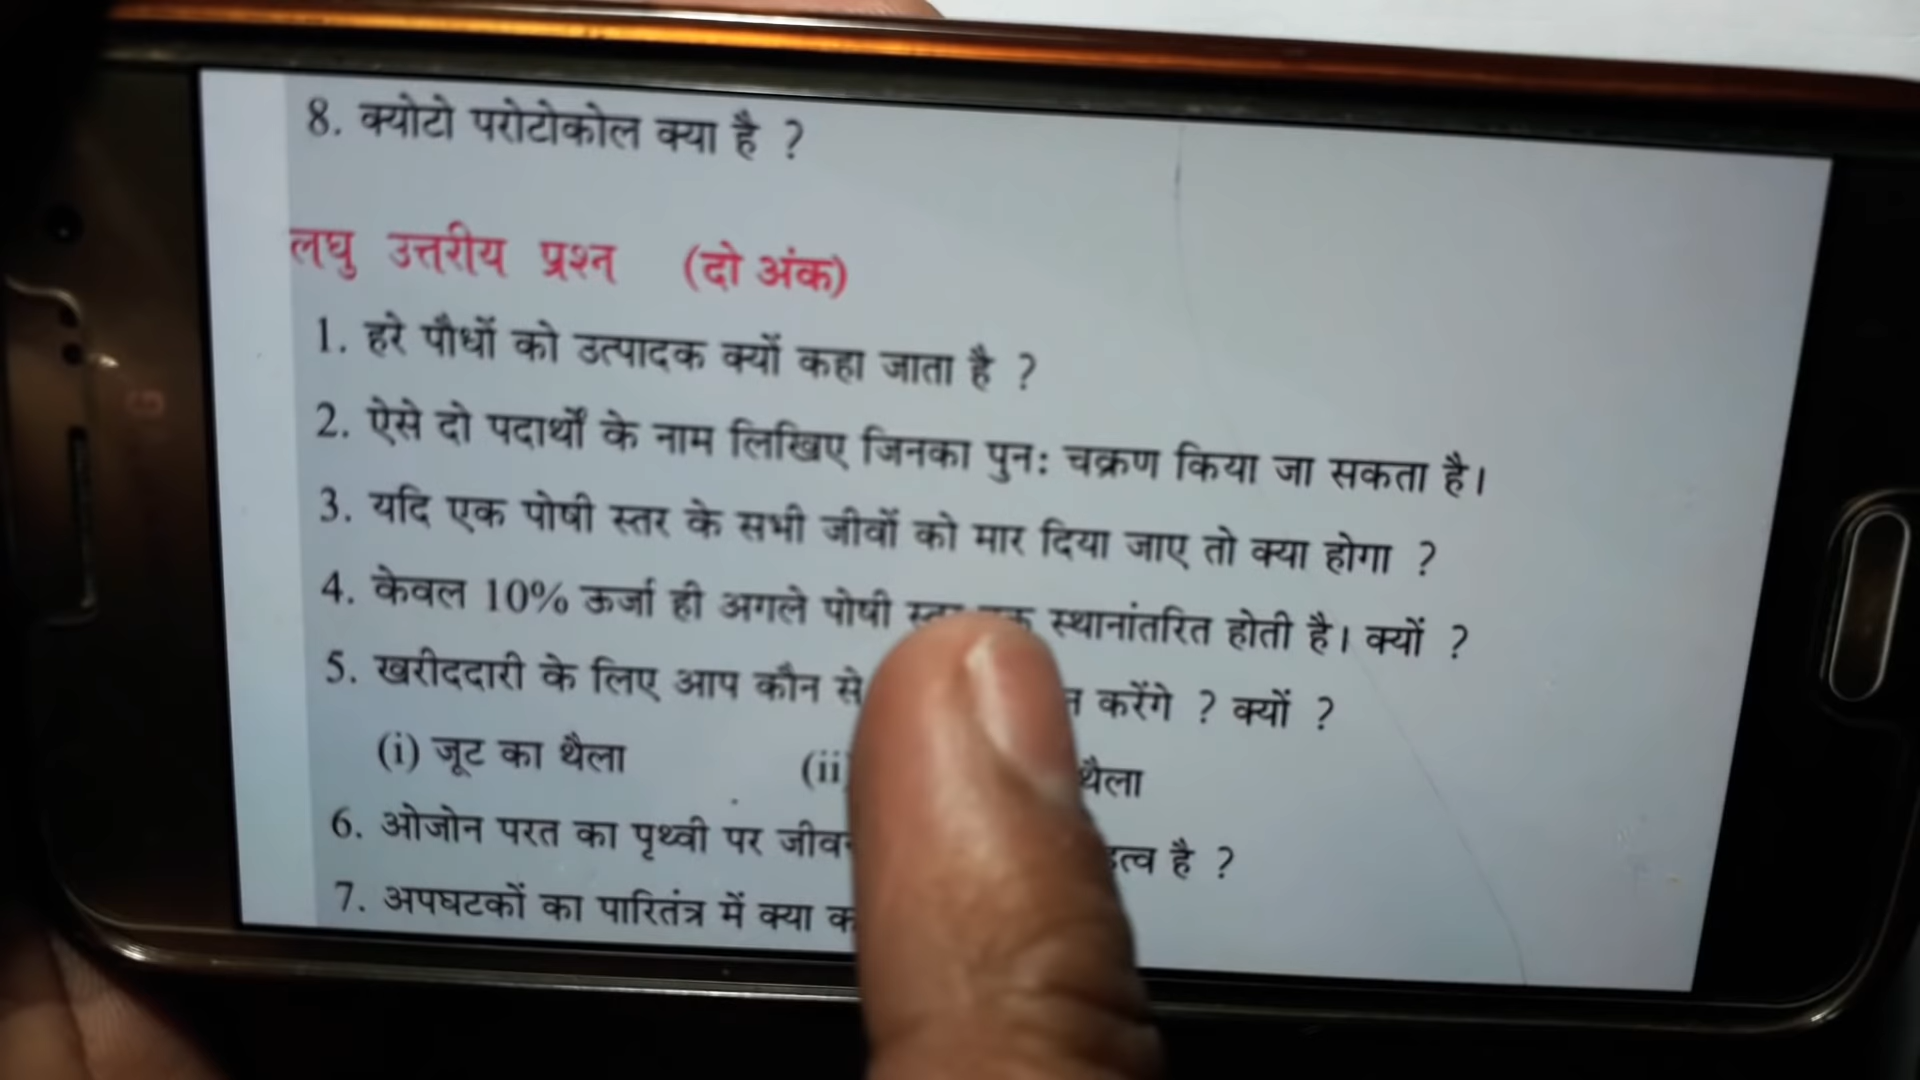 8. क्योटो परोटोकोल क्या है ?
लघु उत्तरीय प्रश्न (दो अंक)
1. हरे पौधों को उत्पादक क्यों कहा जाता है ?
2. ऐसे दो पदार्थों के नाम लिखिए जिनका पुनः चक्रण किया जा सकता है।
3. यदि एक पोषी स्तर के सभी जीवों को मार दिया जाए तो क्या होगा ?
4. केवल 10% ऊर्जा ही अगले पोषी स्थानांतरित होती है। क्यों ?
5. खरीददारी के लिए आप कौन से करेंगे ? क्यों ?
(i) जूट का थैला (ii) थैला
6. ओजोन परत का पृथ्वी पर है ?
7. अपघटकों का पारितंत्र में क्या